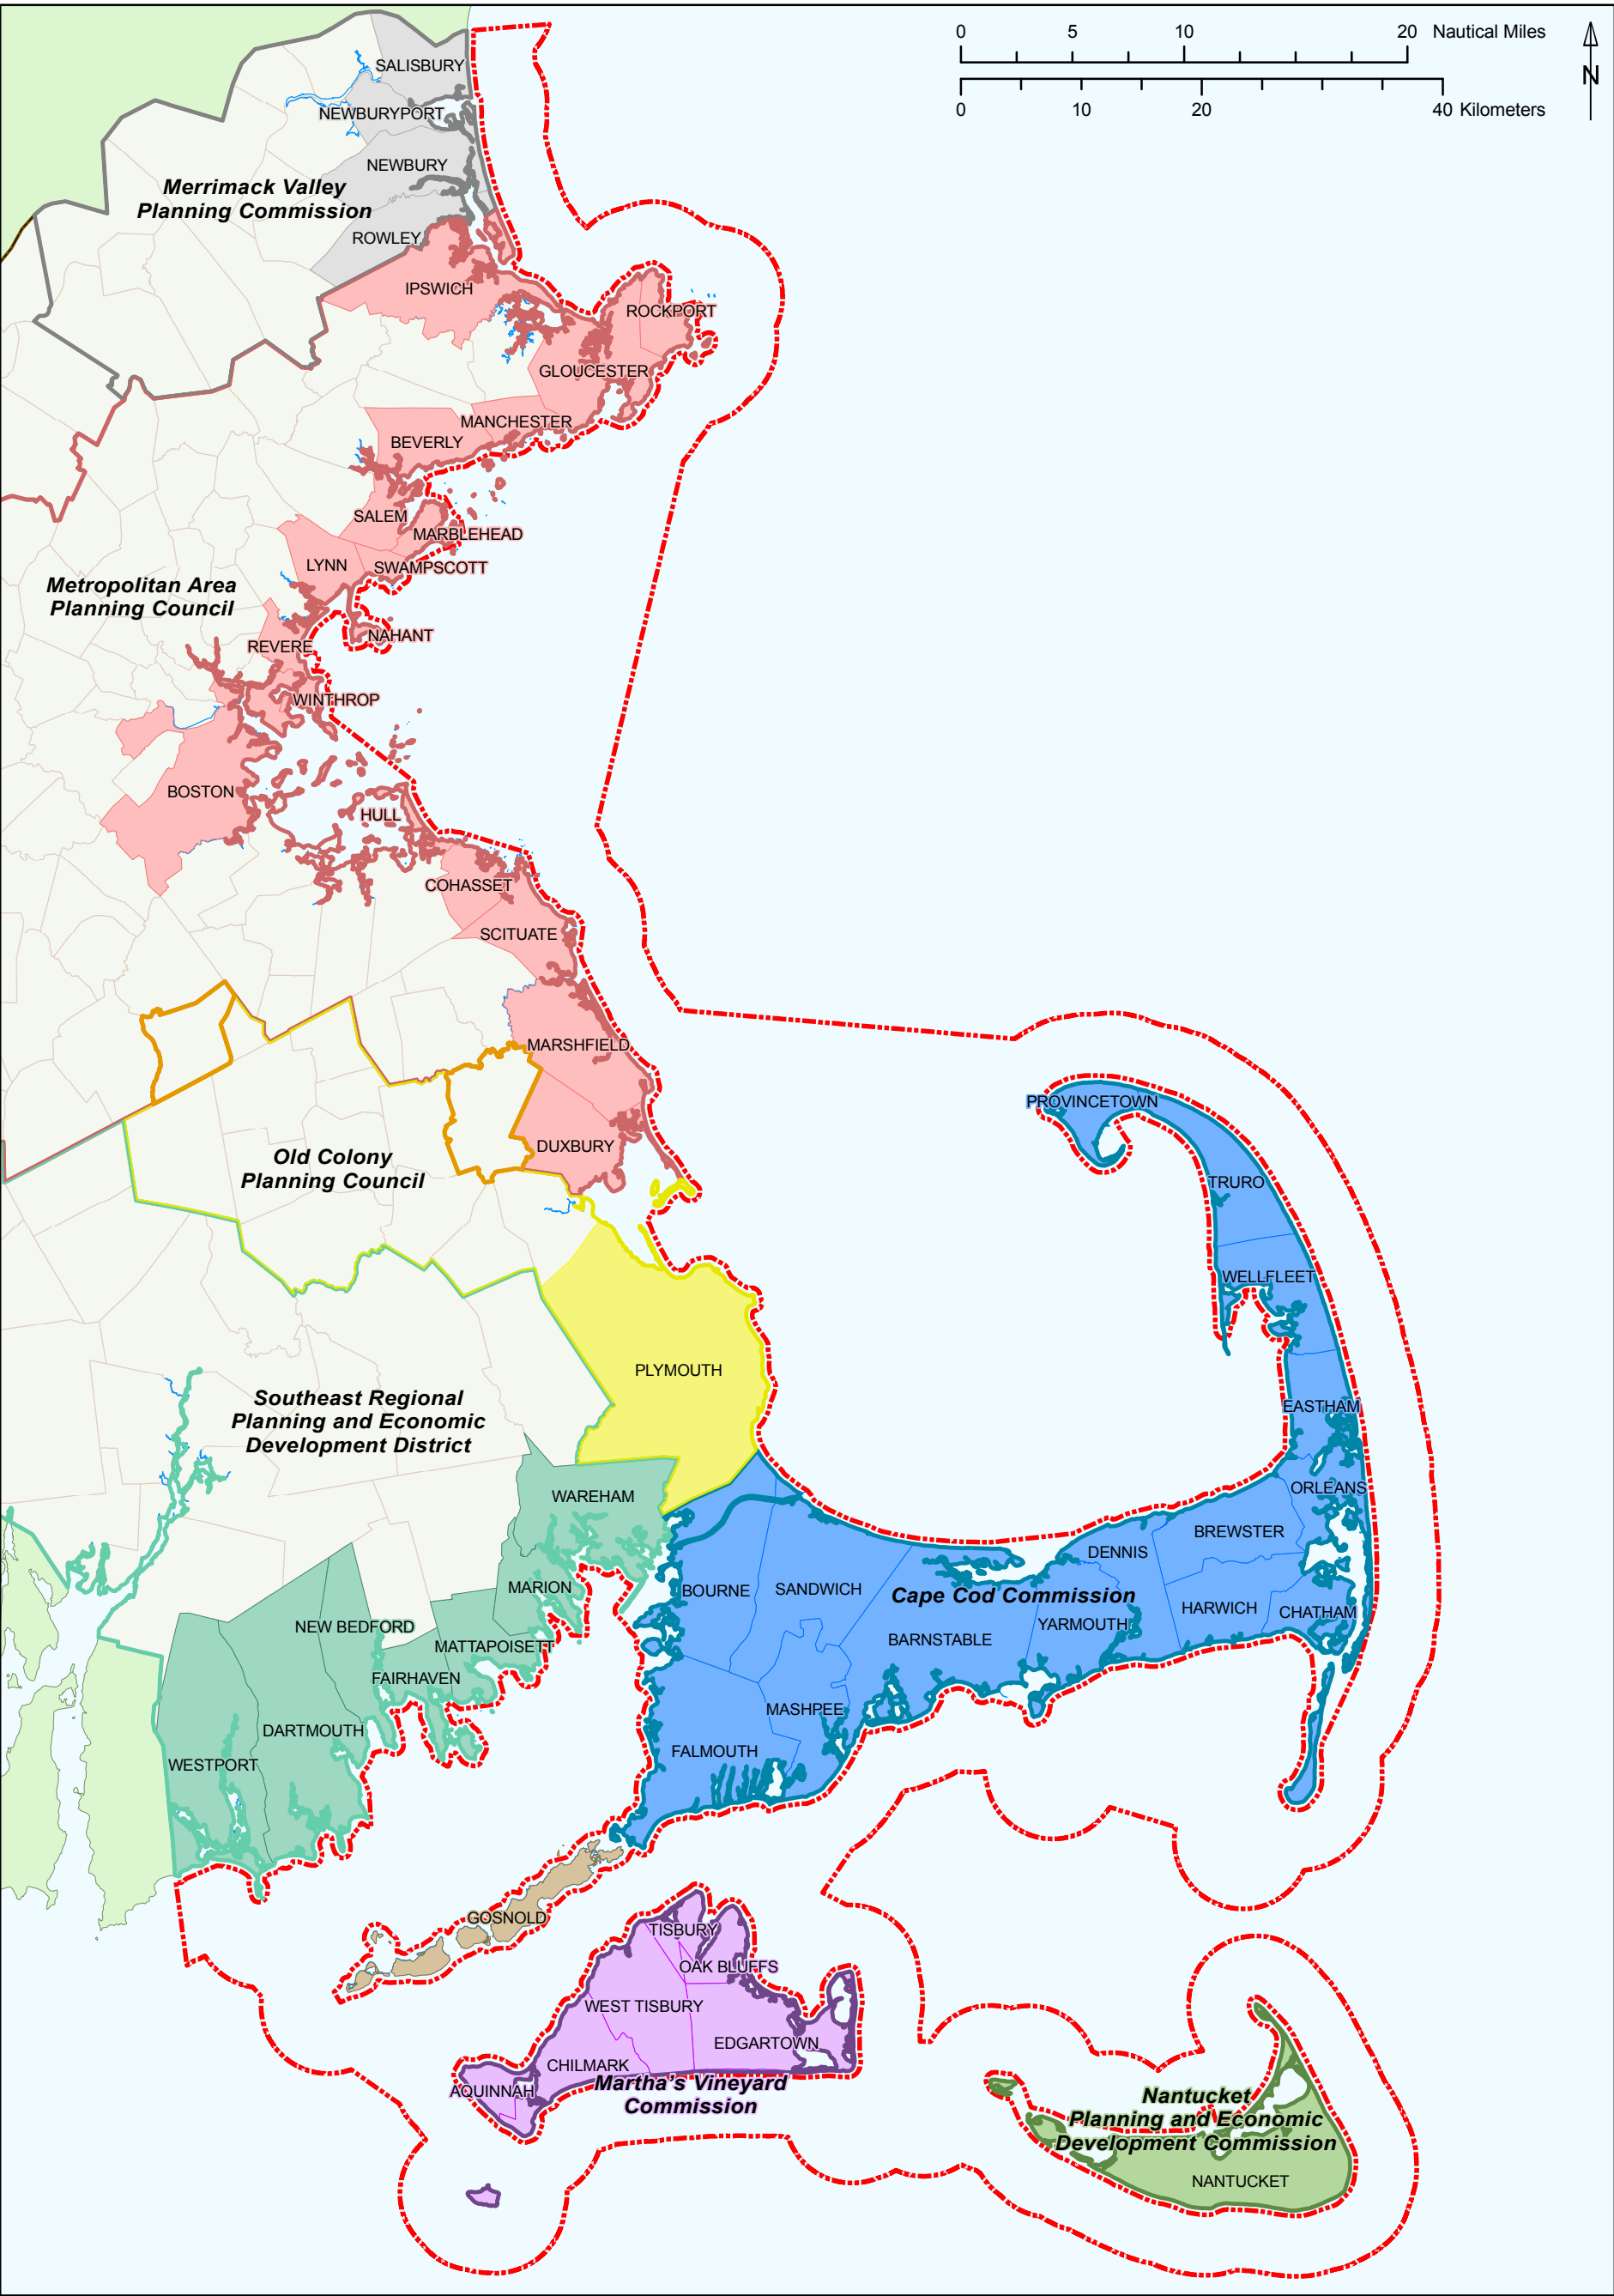 0 5 10 20 Nautical Miles
0 10 20 40 Kilometers
N
SALISBURY
NEWBURYPORT
NEWBURY
Merrimack Valley
Planning Commission
ROWLEY
IPSWICH
ROCKPORT
GLOUCESTER
MANCHESTER
BEVERLY
SALEM
MARBLEHEAD
LYNN
SWAMPSCOTT
Metropolitan Area
Planning Council
NAHANT
REVERE
WINTHROP
BOSTON
HULL
COHASSET
SCITUATE
MARSHFIELD
PROVINCETOWN
DUXBURY
Old Colony
Planning Council
TRURO
WELLFLEET
PLYMOUTH
Southeast Regional
Planning and Economic
Development District
EASTHAM
ORLEANS
WAREHAM
BREWSTER
DENNIS
MARION
BOURNE
SANDWICH
Cape Cod Commission
HARWICH
CHATHAM
YARMOUTH
NEW BEDFORD
BARNSTABLE
MATTAPOISETT
FAIRHAVEN
MASHPEE
DARTMOUTH
FALMOUTH
WESTPORT
GOSNOLD
TISBURY
OAK BLUFFS
WEST TISBURY
EDGARTOWN
CHILMARK
AQUINNAH
Martha's Vineyard
Commission
Nantucket
Planning and Economic
Development Commission
NANTUCKET